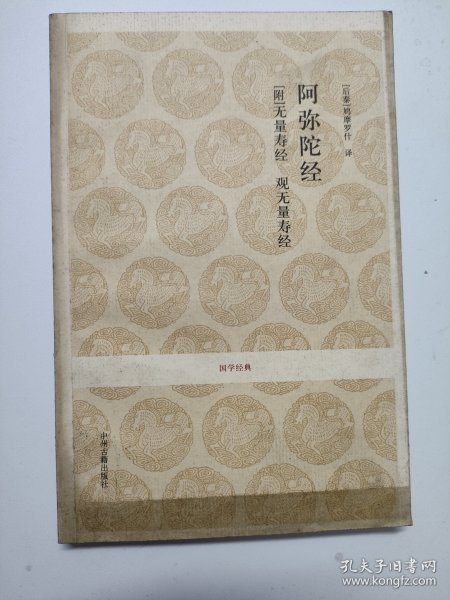 [后秦]鸠摩罗什 译
阿弥陀经
[附]无量寿经 观无量寿经
国学经典
中州古籍出版社
孔夫子旧书网
www.kongfz.com